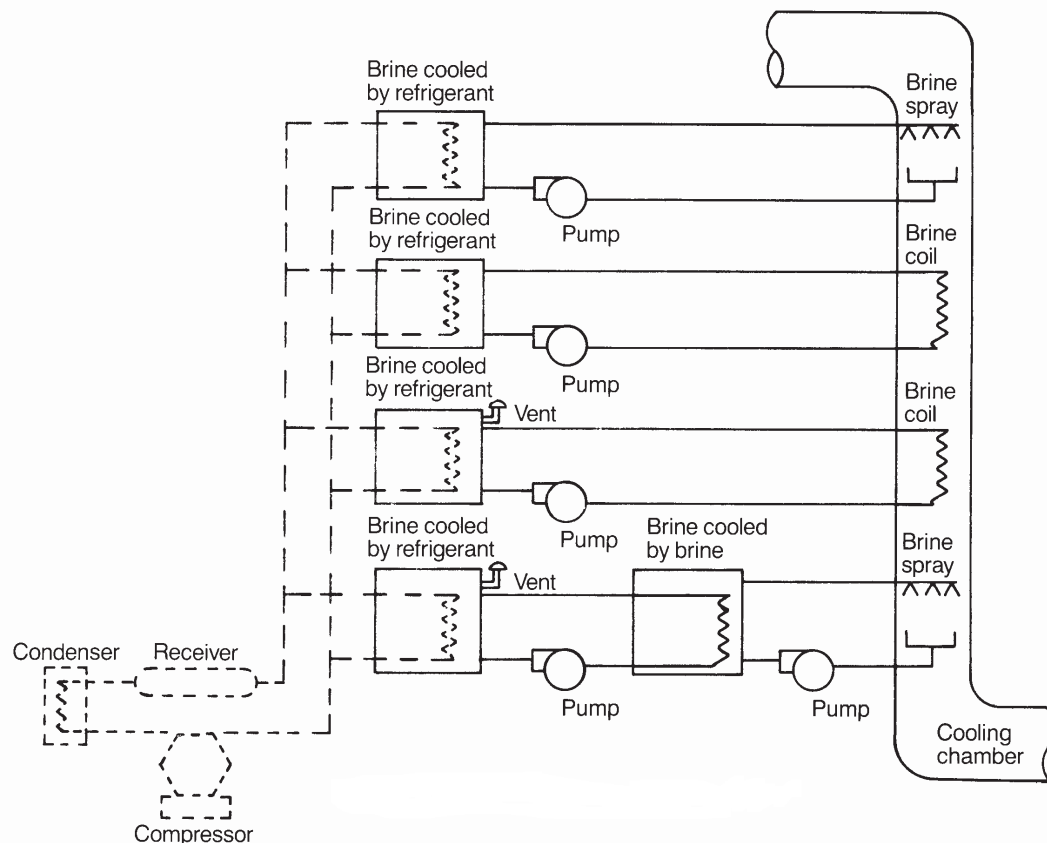 Brine cooled
by refrigerant
Brine
spray
Pump
Brine cooled
by refrigerant
Brine
coil
Pump
Brine cooled
by refrigerant
Vent
Brine
coil
Pump
Brine cooled
by refrigerant
Vent
Brine cooled
by brine
Brine
spray
Condenser
Receiver
Pump
Pump
Cooling
chamber
Compressor